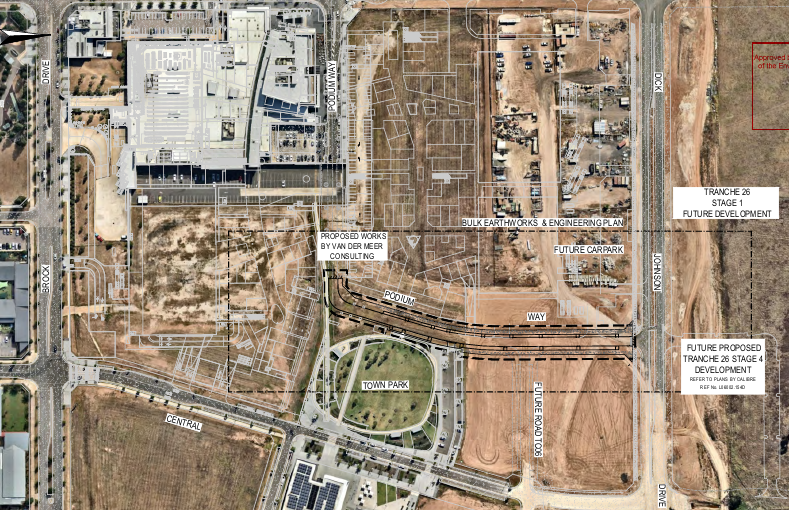 DRIVE
PODIUM WAY
DICK
Approved
of the En
TRANCHE 26
STAGE 1
FUTURE DEVELOPMENT
BULK EARTHWORKS & ENGINEERING PLAN
PROPOSED WORKS
BY VAN DER MEER
CONSULTING
FUTURE CARPARK
BROCK
JOHNSON
PODIUM
WAY
FUTURE PROPOSED
TRANCHE 26 STAGE 4
DEVELOPMENT
REFER TO PLANS BY CALIBRE
TOWN PARK
FUTURE ROAD TC06
CENTRAL
DRIVE